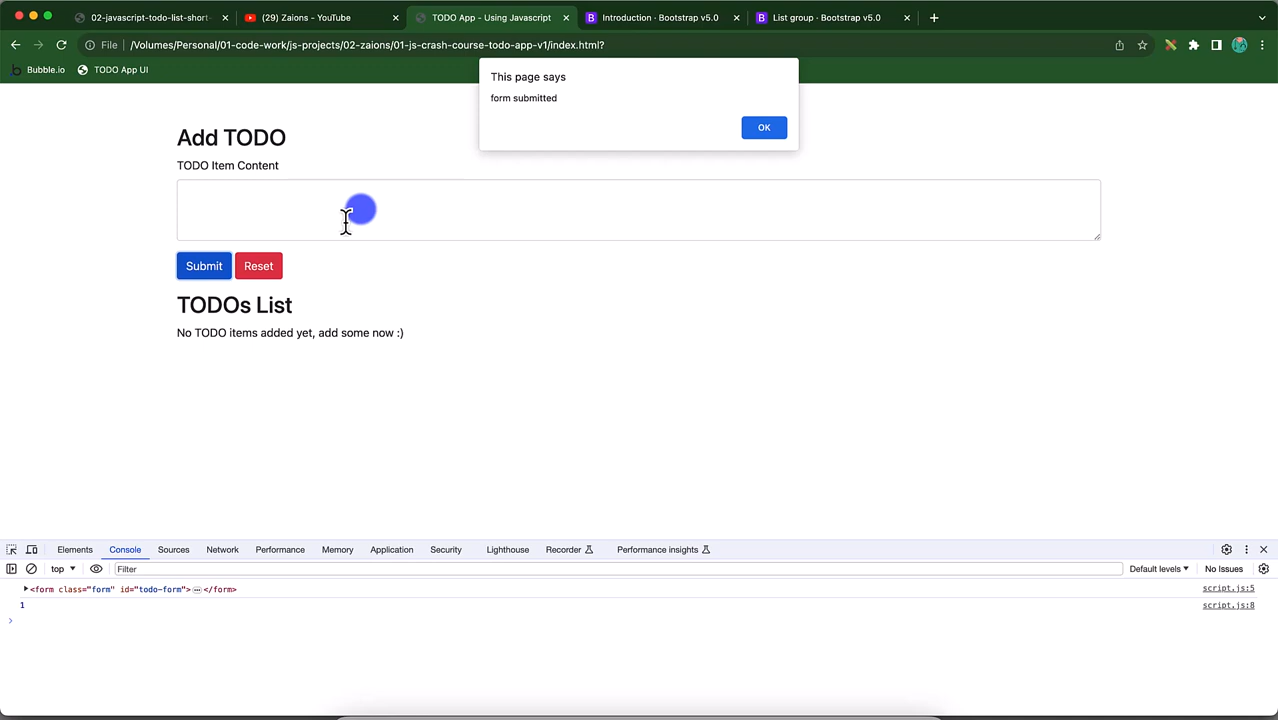 02-javascript-todo-list-short-
(29) Zaions - YouTube
TODO App - Using Javascript
Introduction · Bootstrap v5.0
List group · Bootstrap v5.0
File
/Volumes/Personal/01-code-work/js-projects/02-zaions/01-js-crash-course-todo-app-v1/index.html?
Bubble.io
TODO App UI
This page says
form submitted
OK
Add TODO
TODO Item Content
Submit
Reset
TODOs List
No TODO items added yet, add some now :)
Elements
Console
Sources
Network
Performance
Memory
Application
Security
Lighthouse
Recorder
Performance insights
top
Filter
Default levels
No Issues
<form class="form" id="todo-form">…</form>
script.js:5
1
script.js:8